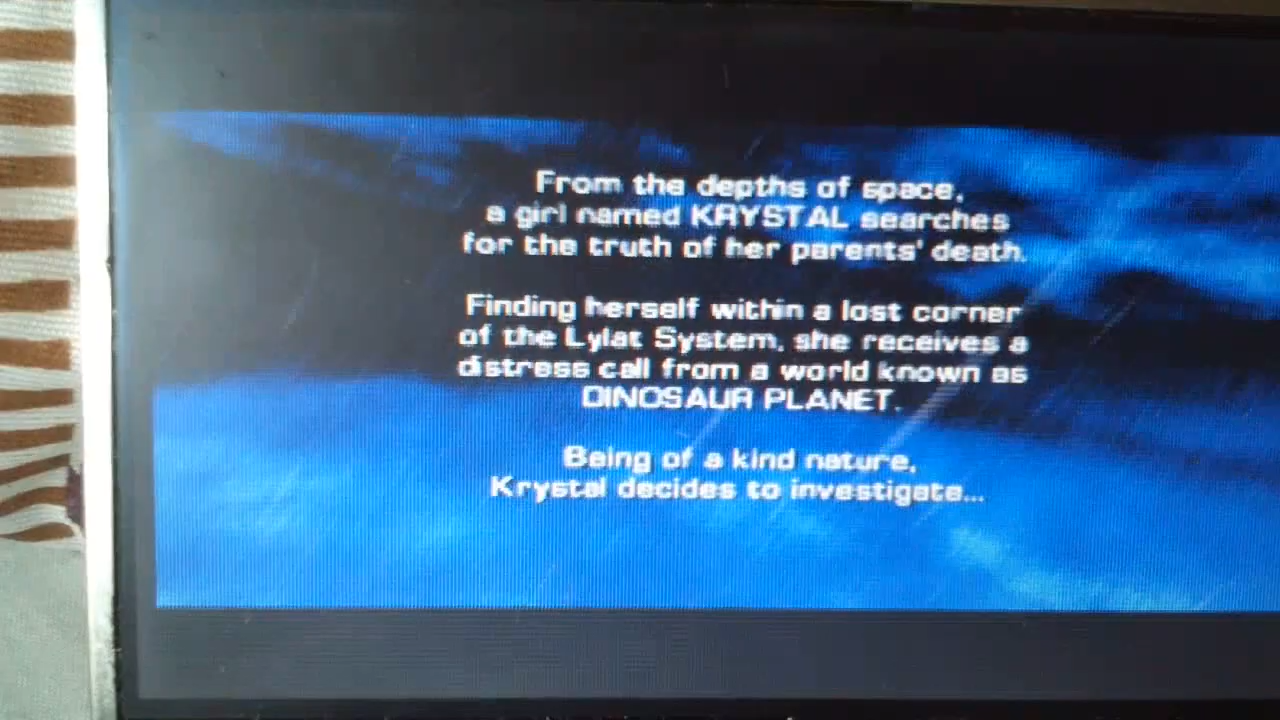 From the depths of space,
a girl named KRYSTAL searches
for the truth of her parents' death.
Finding herself within a lost corner
of the Lylat System, she receives a
distress call from a world known as
DINOSAUR PLANET.
Being of a kind nature,
Krystal decides to investigate...